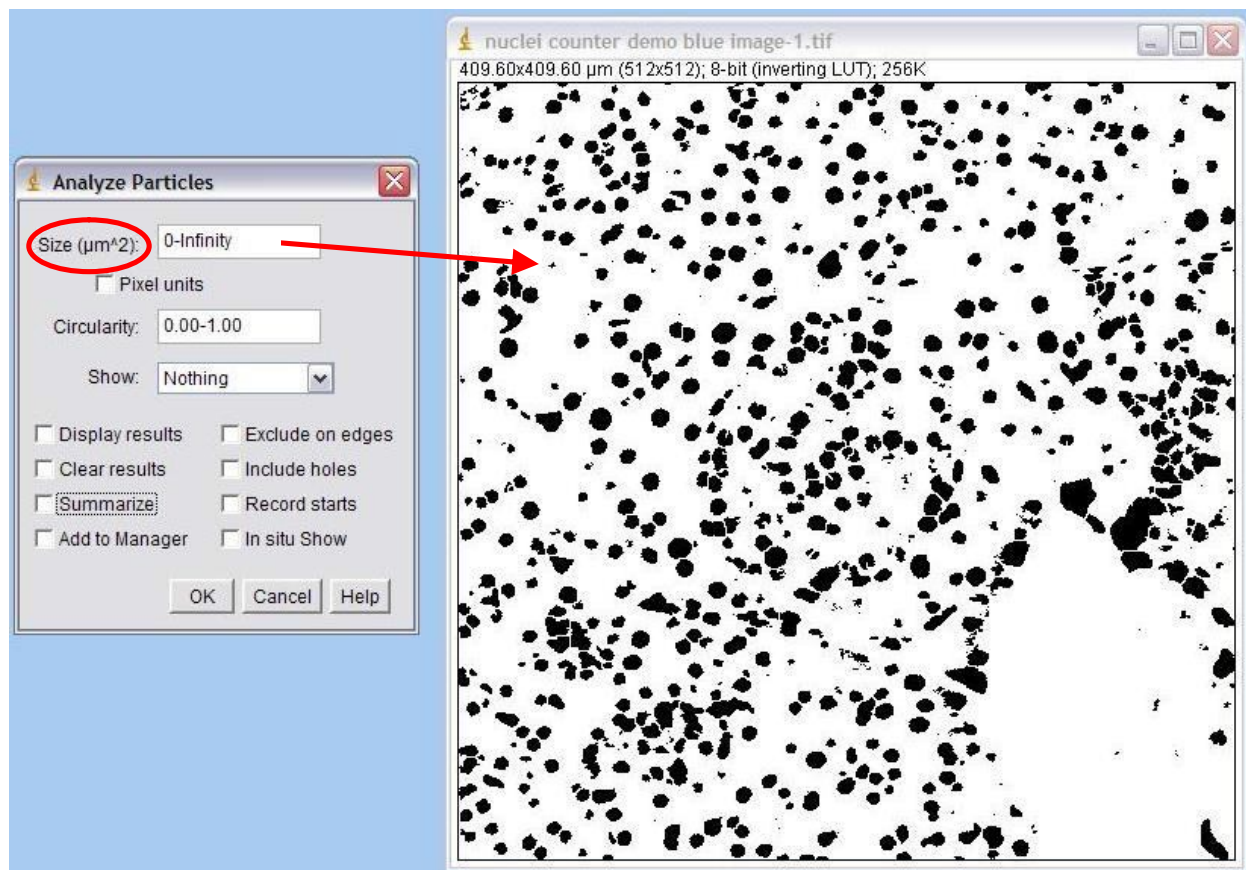 Analyze Particles
Size (µm^2): 0-Infinity
Pixel units
Circularity: 0.00-1.00
Show: Nothing
Display results Exclude on edges
Clear results Include holes
Summarize Record starts
Add to Manager In situ Show
OK Cancel Help
nuclei counter demo blue image-1.tif
409.60x409.60 µm (512x512); 8-bit (inverting LUT); 256K